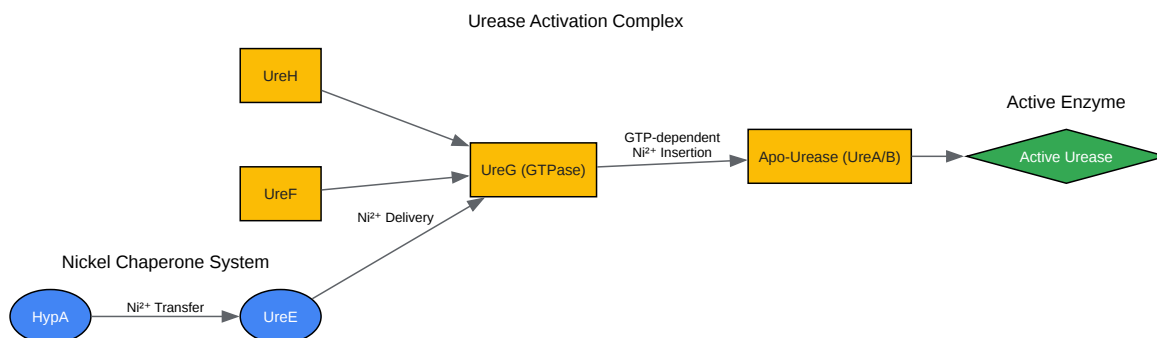 Urease Activation Complex
UreH
Active Enzyme
GTP-dependent
Ni²⁺ Insertion
Apo-Urease (UreA/B)
Active Urease
UreG (GTPase)
UreF
Ni²⁺ Delivery
Nickel Chaperone System
HypA
Ni²⁺ Transfer
UreE